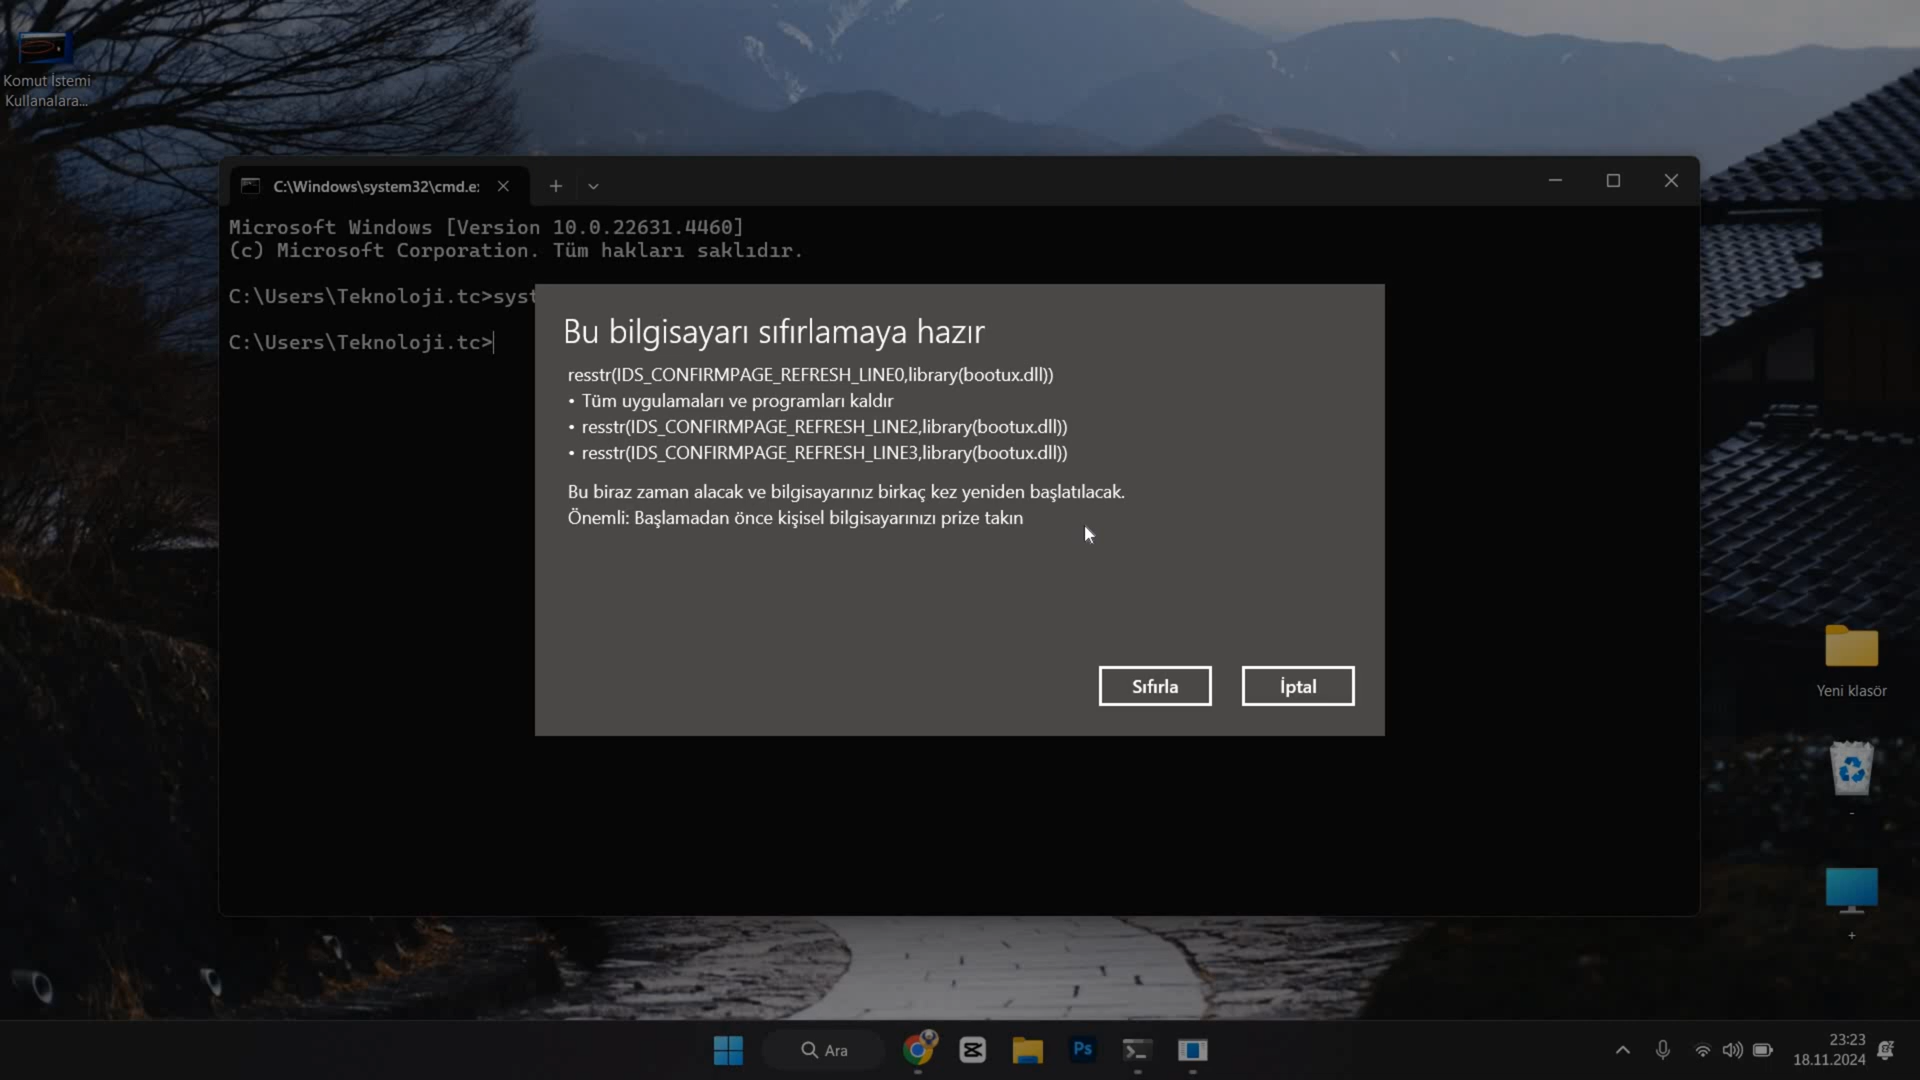 Komut İstemi
Kullanalara...
C:\Windows\system32\cmd.e:
Microsoft Windows [Version 10.0.22631.4460]
(c) Microsoft Corporation. Tüm hakları saklıdır.
C:\Users\Teknoloji.tc>syst
C:\Users\Teknoloji.tc>
Bu bilgisayarı sıfırlamaya hazır
resstr(IDS_CONFIRMPAGE_REFRESH_LINE0,library(bootux.dll))
• Tüm uygulamaları ve programları kaldır
• resstr(IDS_CONFIRMPAGE_REFRESH_LINE2,library(bootux.dll))
• resstr(IDS_CONFIRMPAGE_REFRESH_LINE3,library(bootux.dll))
Bu biraz zaman alacak ve bilgisayarınız birkaç kez yeniden başlatılacak.
Önemli: Başlamadan önce kişisel bilgisayarınızı prize takın
Sıfırla
İptal
Yeni klasör
-
+
Ara
Ps
23:23
18.11.2024